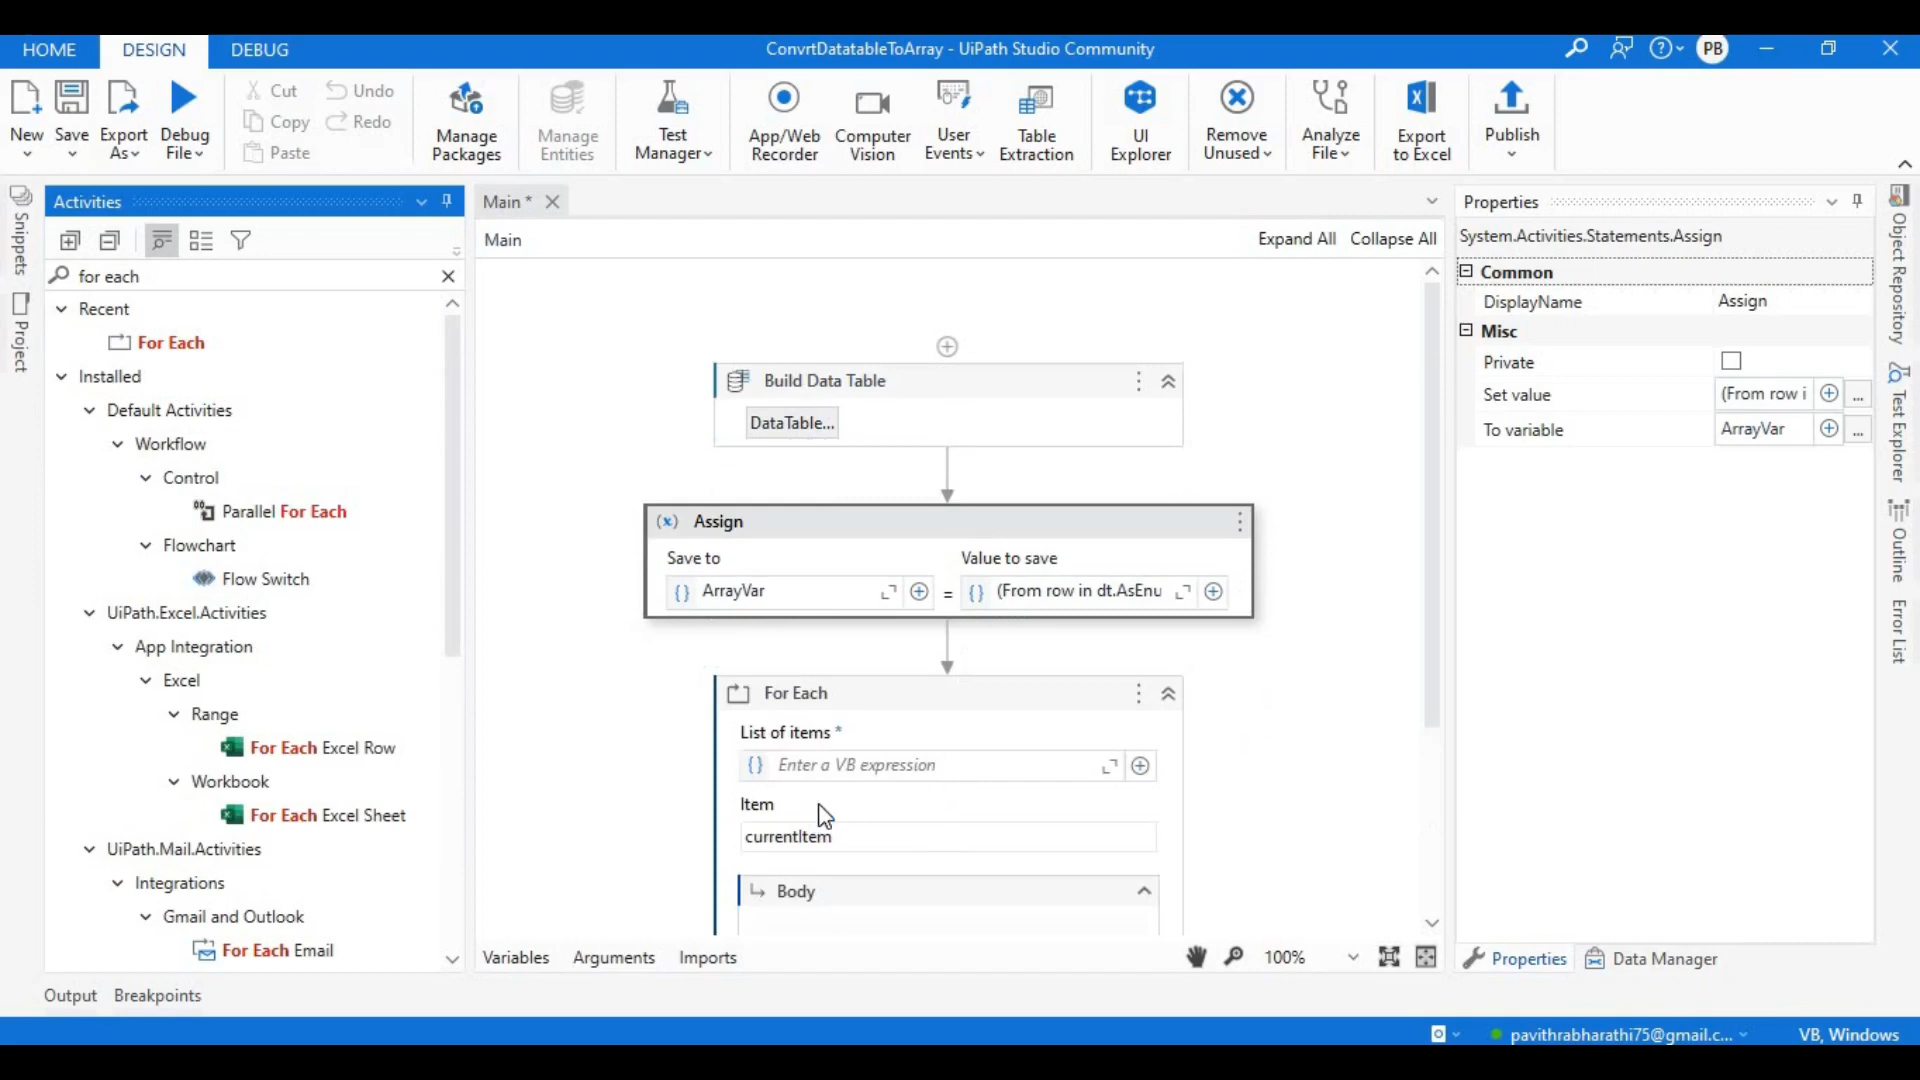 HOME DESIGN DEBUG ConvrtDatatableToArray - UiPath Studio Community PB
New Save Export As Debug File
Cut Undo
Copy Redo
Paste
Manage Packages
Manage Entities
Test Manager
App/Web Recorder
Computer Vision
User Events
Table Extraction
UI Explorer
Remove Unused
Analyze File
Export to Excel
Publish
Snippets
Project
Activities
for each
Recent
For Each
Installed
Default Activities
Workflow
Control
Parallel For Each
Flowchart
Flow Switch
UiPath.Excel.Activities
App Integration
Excel
Range
For Each Excel Row
Workbook
For Each Excel Sheet
UiPath.Mail.Activities
Integrations
Gmail and Outlook
For Each Email
Main *
Main Expand All Collapse All
Build Data Table
DataTable...
(x) Assign
Save to Value to save
{} ArrayVar = {} (From row in dt.AsEnu
For Each
List of items *
{} Enter a VB expression
Item
currentItem
Body
Variables Arguments Imports 100%
Properties
System.Activities.Statements.Assign
Common
DisplayName Assign
Misc
Private
Set value (From row i ...
To variable ArrayVar ...
Properties Data Manager
Object Repository
Test Explorer
Outline
Error List
Output Breakpoints
pavithrabharathi75@gmail.c... VB, Windows